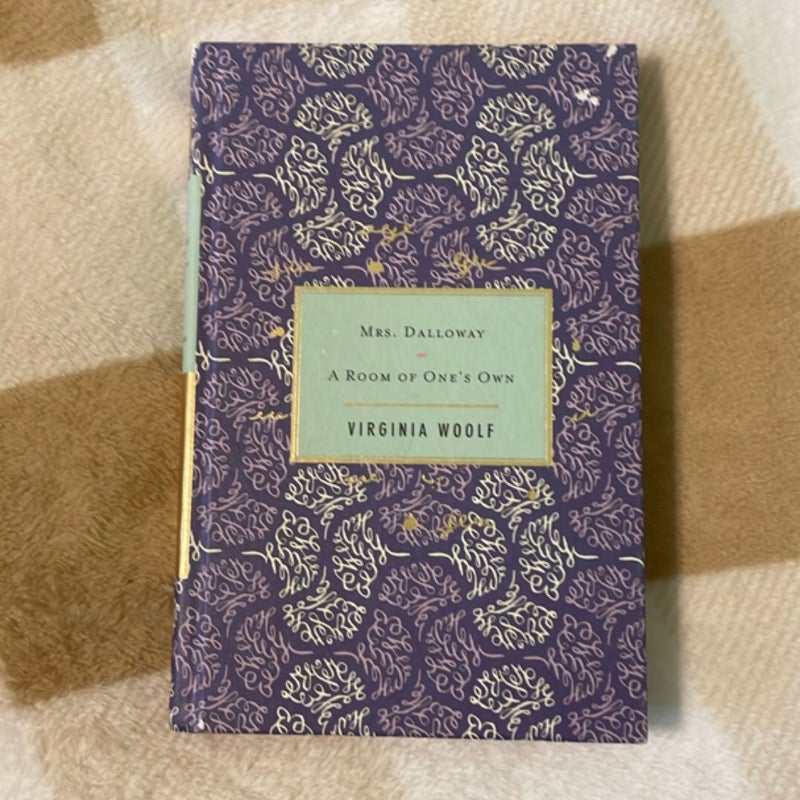 Mrs. Dalloway
A Room of One's Own
VIRGINIA WOOLF